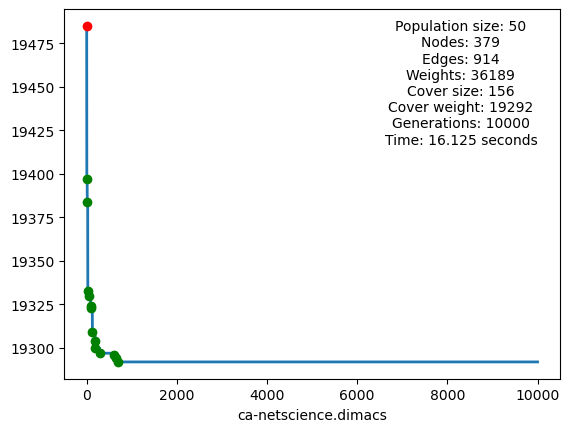 Population size: 50
Nodes: 379
Edges: 914
Weights: 36189
Cover size: 156
Cover weight: 19292
Generations: 10000
Time: 16.125 seconds
19475
19450
19425
19400
19375
19350
19325
19300
0 2000 4000 6000 8000 10000
ca-netscience.dimacs